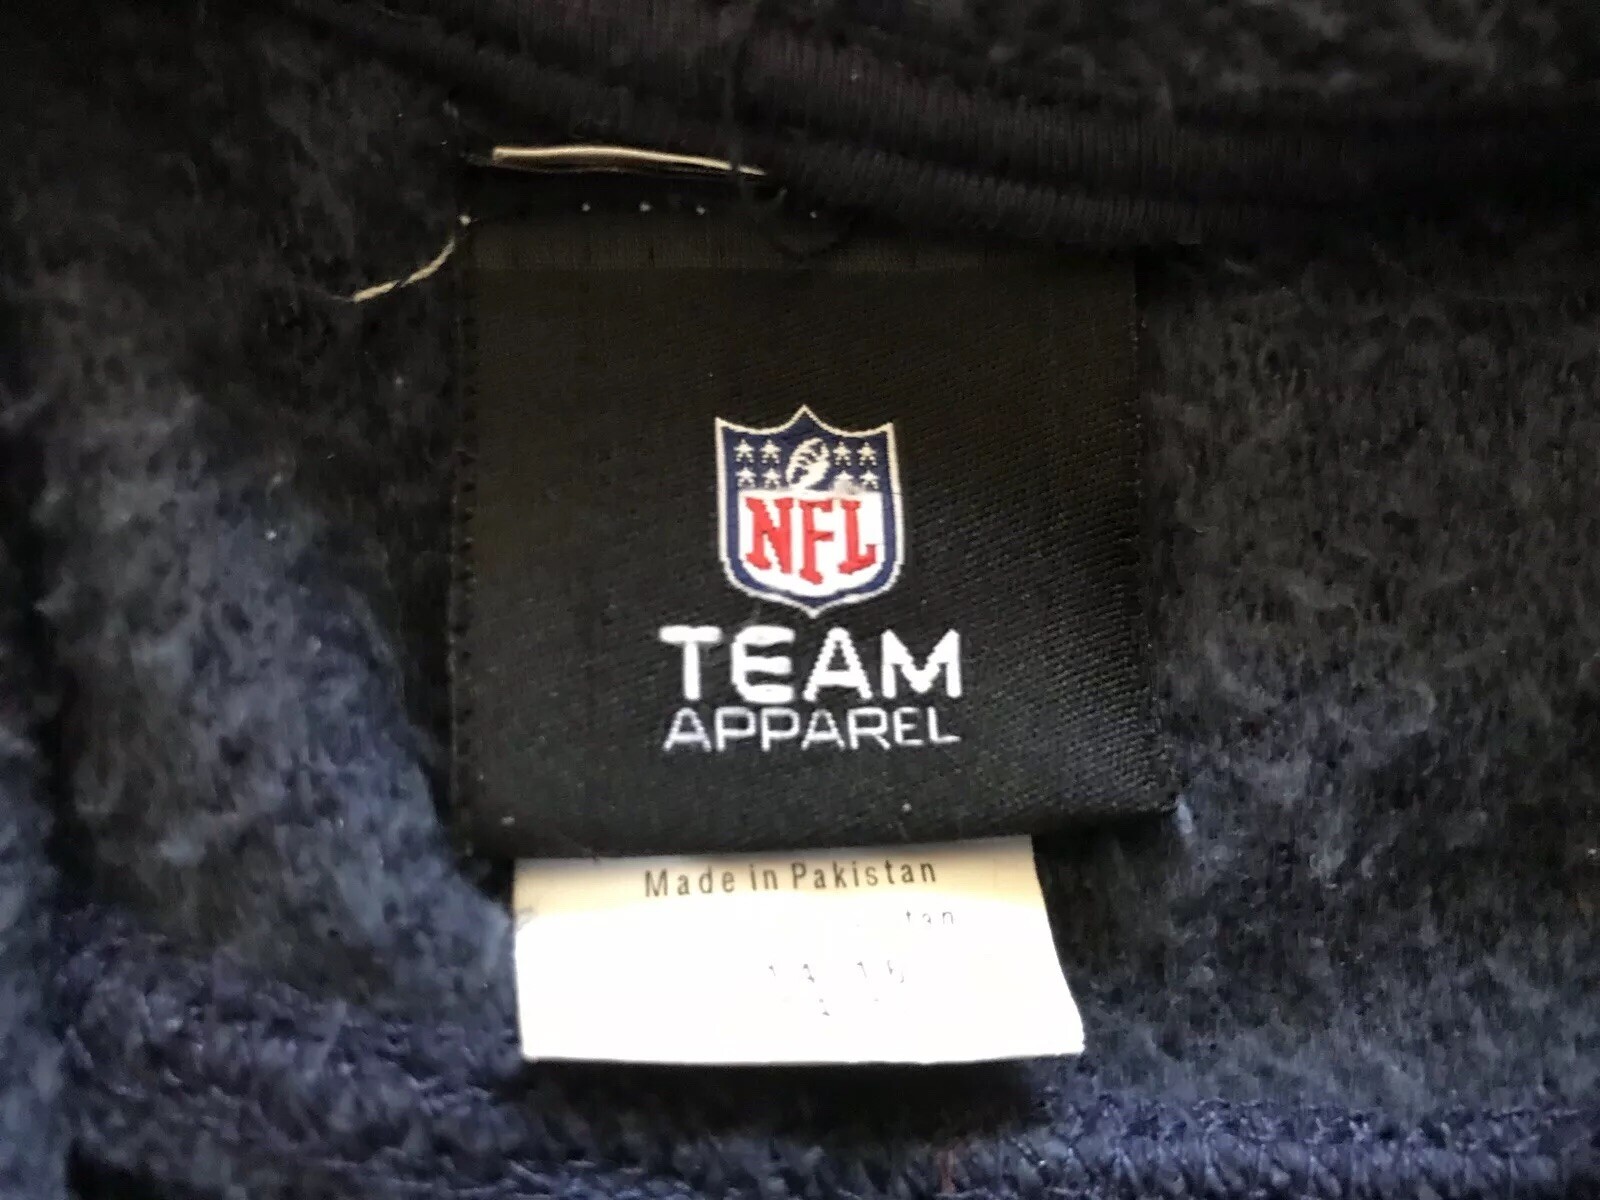 NFL
TEAM
APPAREL
Made in Pakistan